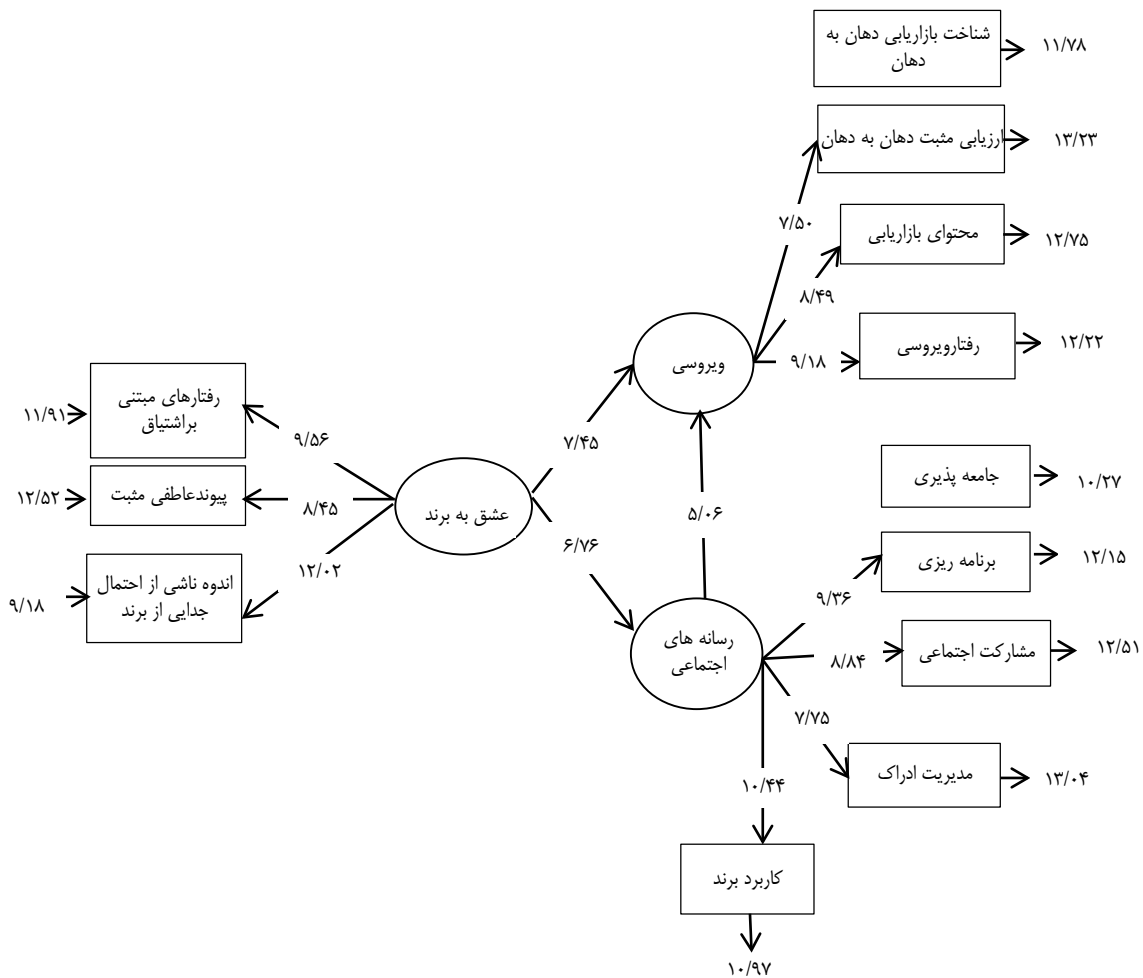 شناخت بازاریابی دهان به
دهان
۱۱/۷۸
ارزیابی مثبت دهان به دهان
۱۳/۲۳
۷/۵۰
محتوای بازاریابی
۱۲/۷۵
۸/۴۹
رفتارویروسی
۱۲/۲۲
۹/۱۸
ویروسی
رفتارهای مبتنی
براشتیاق
۱۱/۹۱
۹/۵۶
۷/۴۵
پیوندعاطفی مثبت
۱۲/۵۲
۸/۴۵
عشق به برند
۵/۰۶
جامعه پذیری
۱۰/۲۷
۶/۷۶
برنامه ریزی
۱۲/۱۵
اندوه ناشی از احتمال
جدایی از برند
۹/۱۸
۱۲/۰۲
۹/۳۶
رسانه های
اجتماعی
مشارکت اجتماعی
۱۲/۵۱
۸/۸۴
۷/۷۵
مدیریت ادراک
۱۳/۰۴
۱۰/۴۴
کاربرد برند
۱۰/۹۷